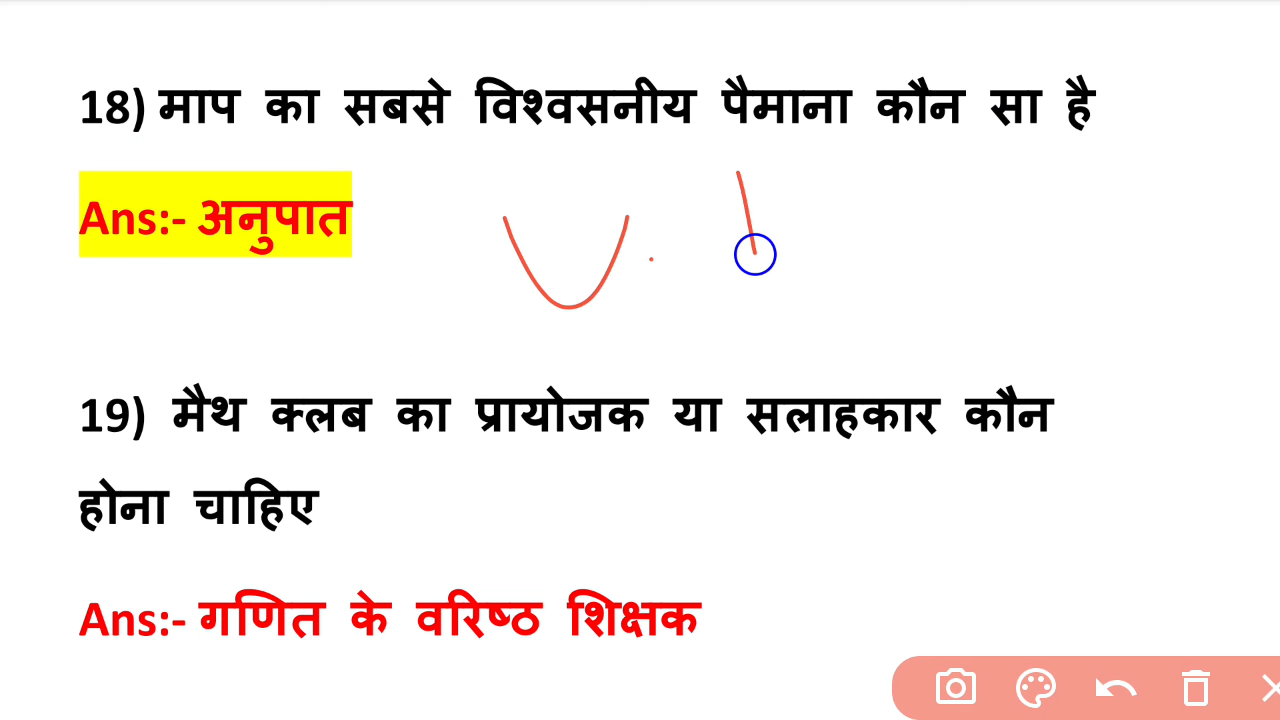 18) माप का सबसे विश्वसनीय पैमाना कौन सा है
Ans:- अनुपात
19) मैथ क्लब का प्रायोजक या सलाहकार कौन
होना चाहिए
Ans:- गणित के वरिष्ठ शिक्षक